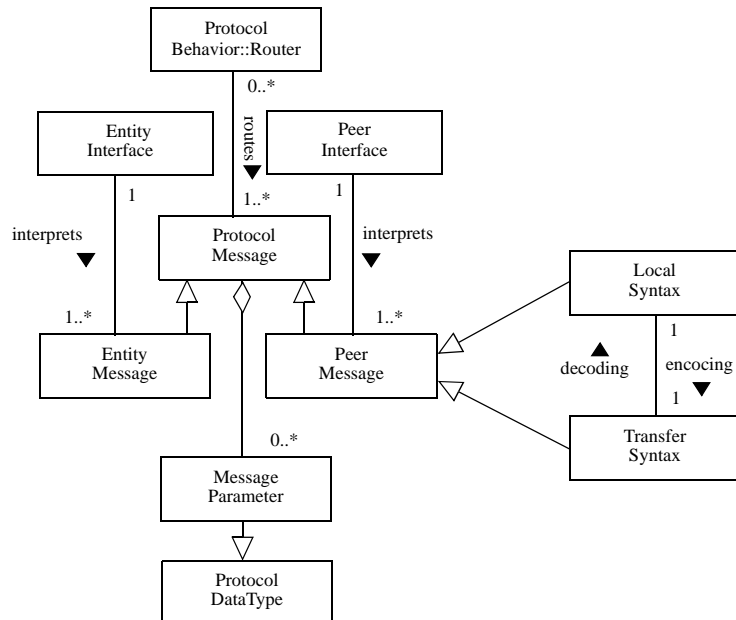 Protocol
Behavior::Router
0..*
routes
Entity
Interface
Peer
Interface
1
1
1..*
interprets
Protocol
Message
interprets
Local
Syntax
1..*
1..*
Entity
Message
Peer
Message
1
decoding
encocing
1
0..*
Transfer
Syntax
Message
Parameter
Protocol
DataType